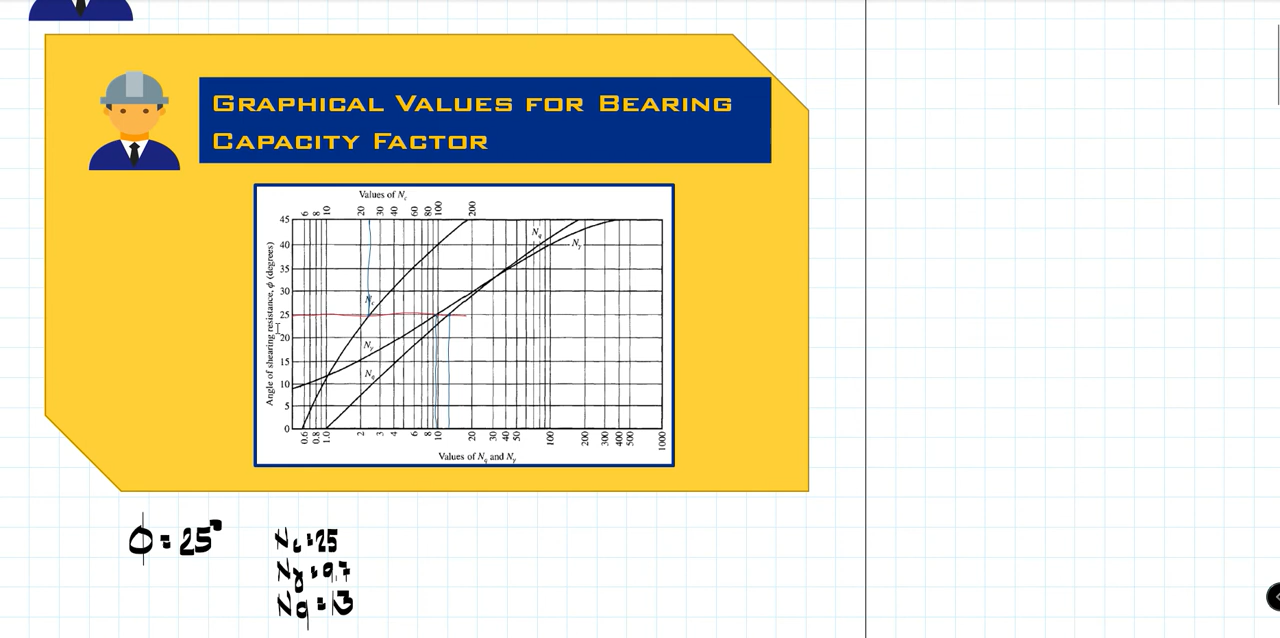 GRAPHICAL VALUES FOR BEARING
CAPACITY FACTOR
Values of Nc
6 8 10 20 30 40 60 80 100 200
45
40
35
30
25
20
15
10
5
0
Angle of shearing resistance, ϕ (degrees)
Nq
Nγ
Nc
Nγ
Nq
0.6 0.8 1.0 2 3 4 6 8 10 20 30 40 50 100 200 300 400 500 1000
Values of Nq and Nγ
ϕ = 25°
Nc = 25
Nγ = 9.7
Nq = 13